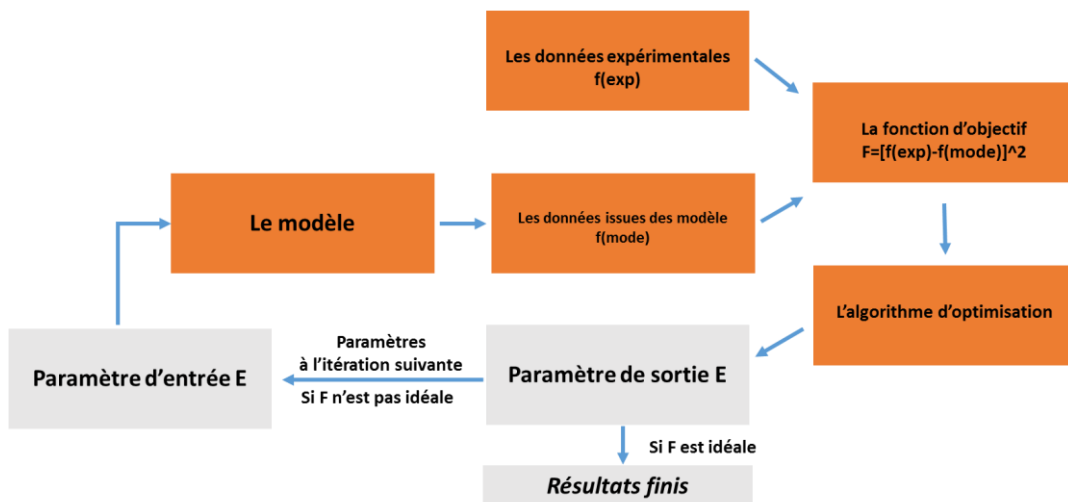 Les données expérimentales
f(exp)
La fonction d'objectif
F=[f(exp)-f(mode)]^2
Le modèle
Les données issues des modèle
f(mode)
L'algorithme d'optimisation
Paramètre d'entrée E
Paramètres
à l'itération suivante
Si F n'est pas idéale
Paramètre de sortie E
Si F est idéale
Résultats finis